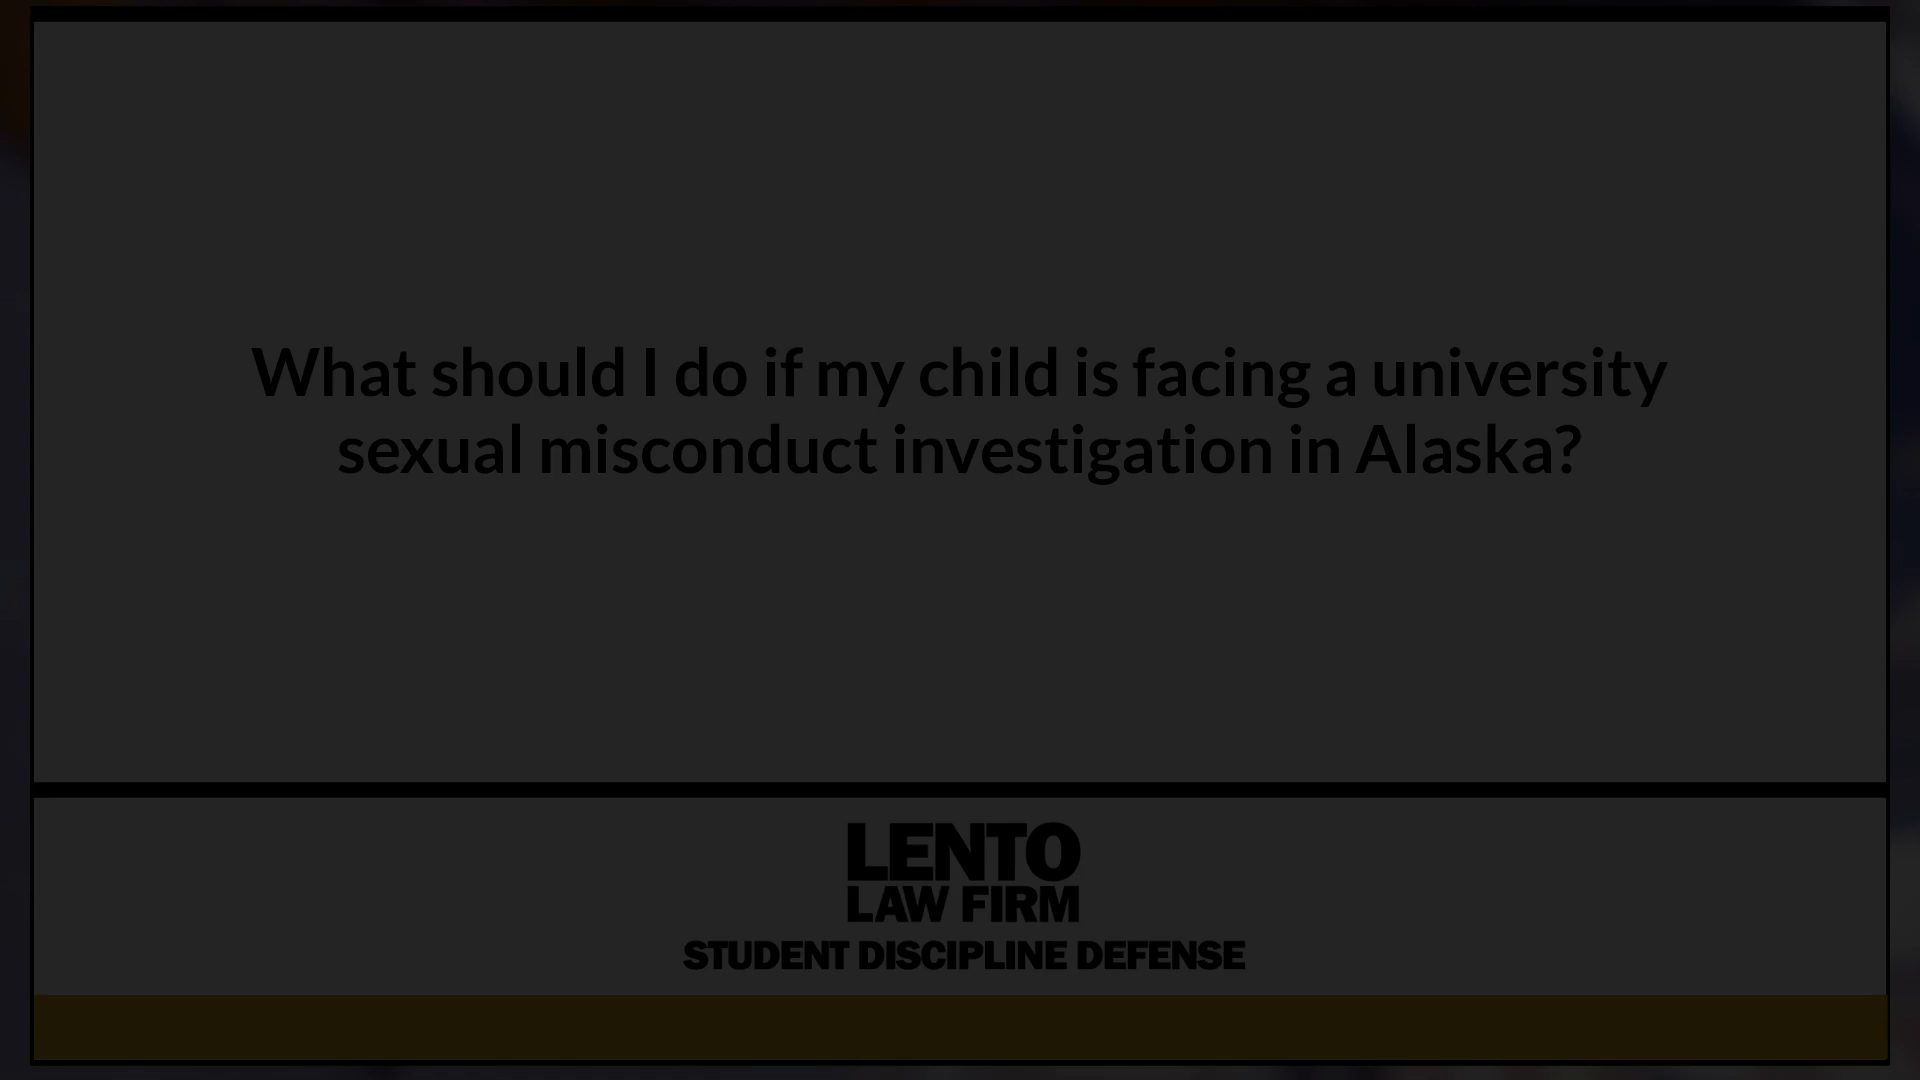 What should I do if my child is facing a university
sexual misconduct investigation in Alaska?
LENTO
LAW FIRM
STUDENT DISCIPLINE DEFENSE